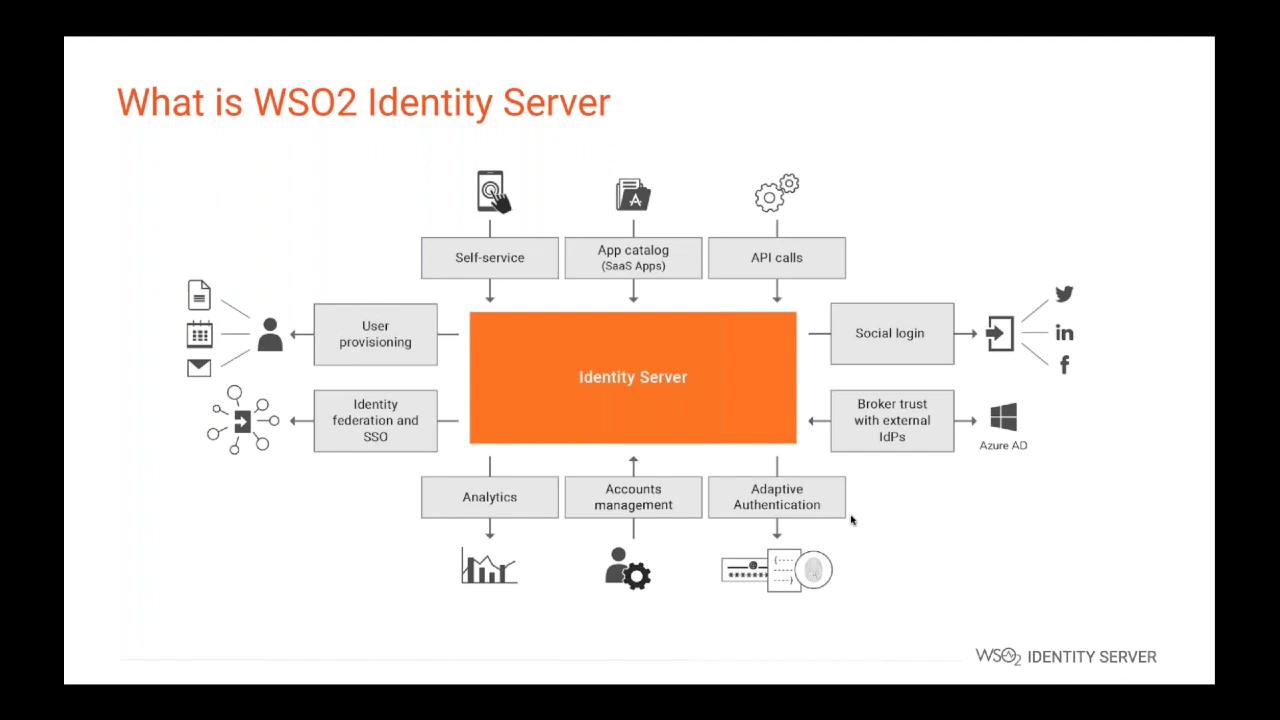 What is WSO2 Identity Server
Self-service
App catalog
(SaaS Apps)
API calls
User
provisioning
Identity Server
Social login
in
f
Identity
federation and
SSO
Broker trust
with external
IdPs
Azure AD
Analytics
Accounts
management
Adaptive
Authentication
WSO2 IDENTITY SERVER